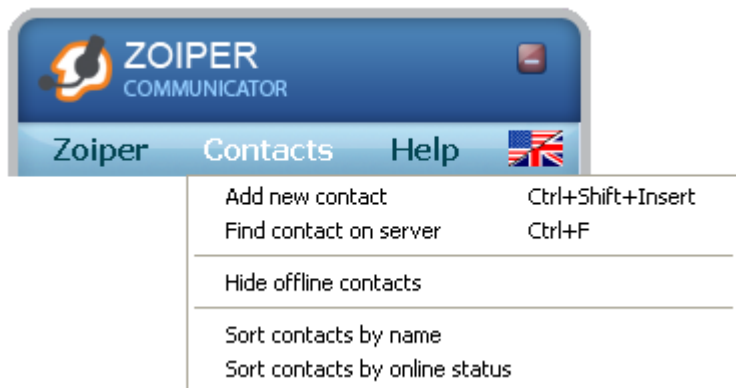 ZOIPER
COMMUNICATOR
Zoiper Contacts Help
Add new contact Ctrl+Shift+Insert
Find contact on server Ctrl+F
Hide offline contacts
Sort contacts by name
Sort contacts by online status